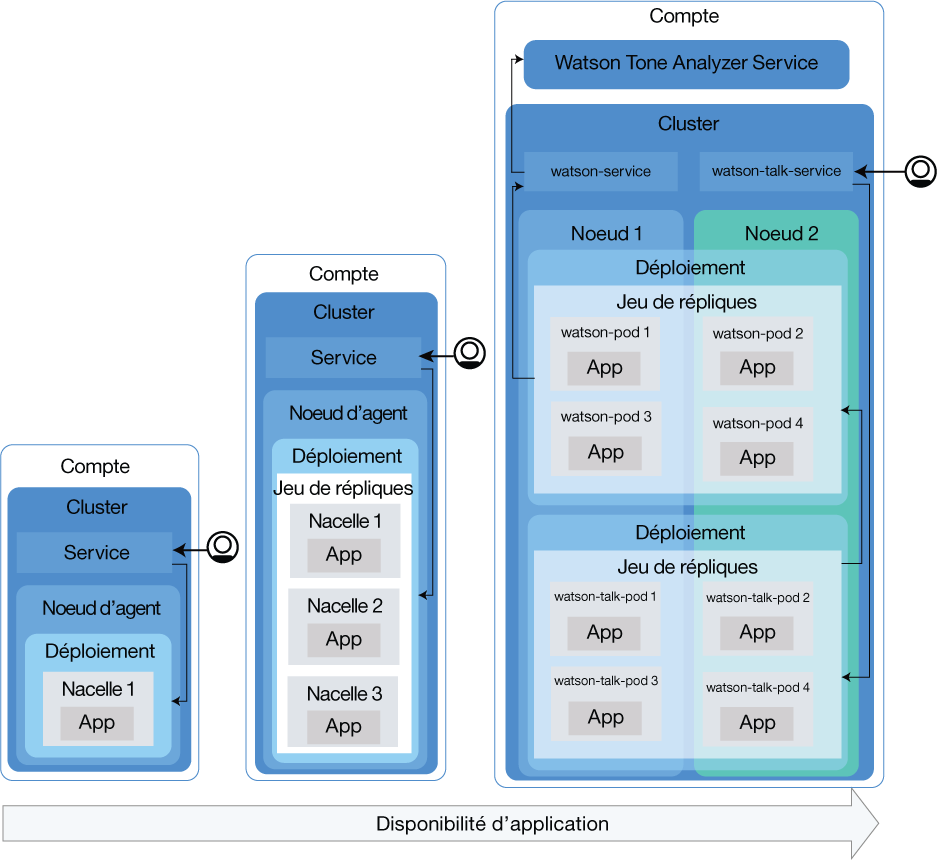 Compte
Cluster
Service
Noeud d'agent
Déploiement
Nacelle 1
App
Compte
Cluster
Service
Noeud d'agent
Déploiement
Jeu de répliques
Nacelle 1
App
Nacelle 2
App
Nacelle 3
App
Compte
Watson Tone Analyzer Service
Cluster
watson-service
watson-talk-service
Noeud 1
Noeud 2
Déploiement
Jeu de répliques
watson-pod 1
App
watson-pod 2
App
watson-pod 3
App
watson-pod 4
App
Déploiement
Jeu de répliques
watson-talk-pod 1
App
watson-talk-pod 2
App
watson-talk-pod 3
App
watson-talk-pod 4
App
Disponibilité d'application